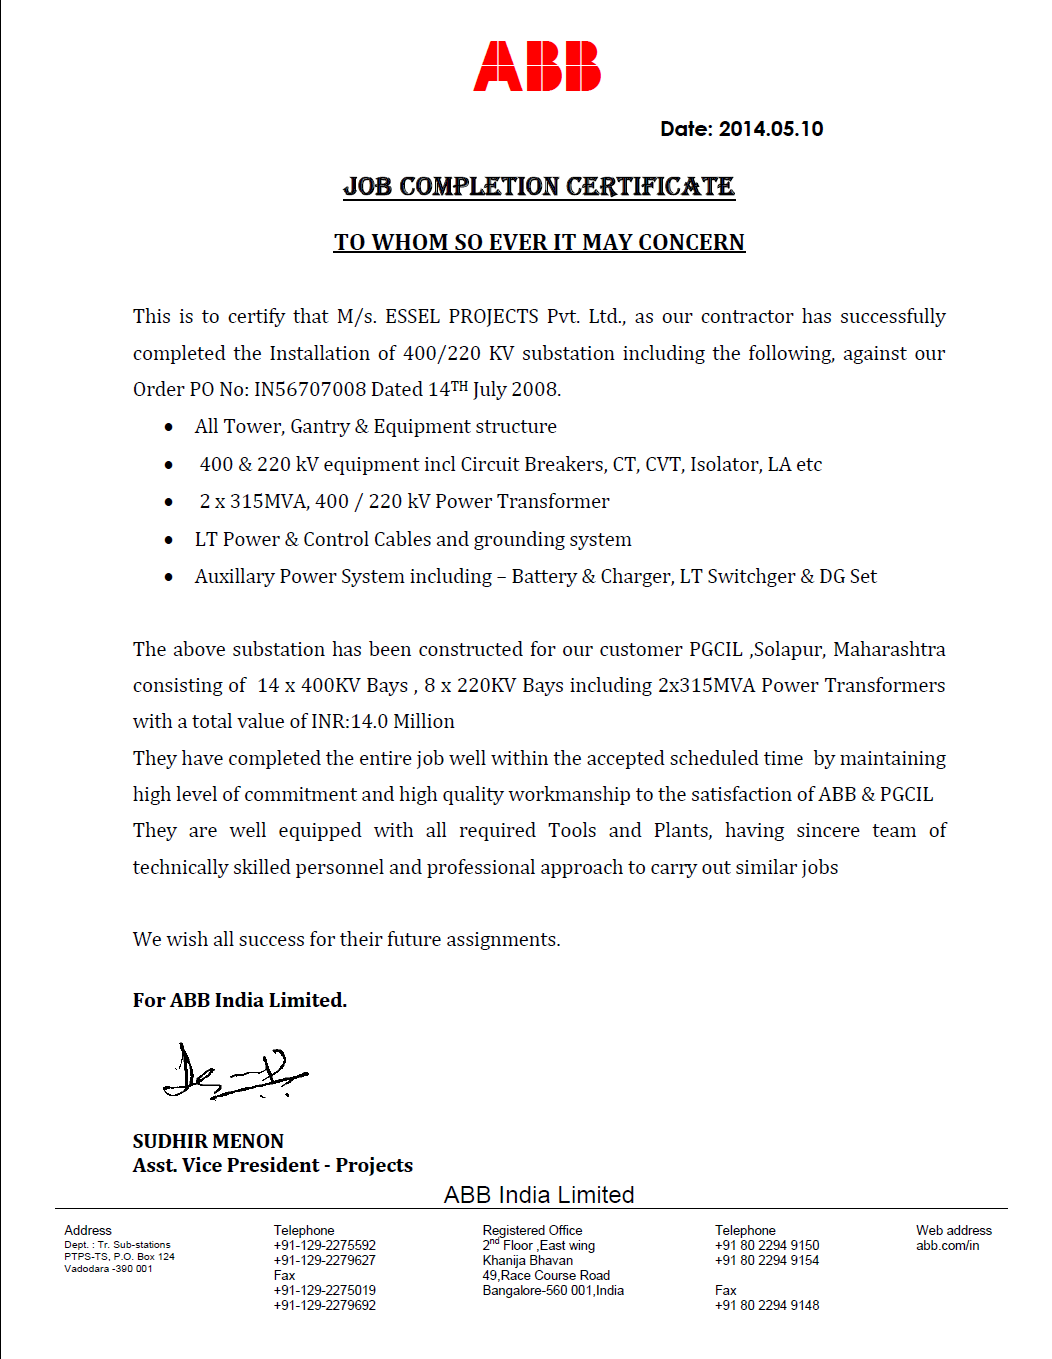 ABB
Date: 2014.05.10
JOB COMPLETION CERTIFICATE
TO WHOM SO EVER IT MAY CONCERN
This is to certify that M/s. ESSEL PROJECTS Pvt. Ltd., as our contractor has successfully
completed the Installation of 400/220 KV substation including the following, against our
Order PO No: IN56707008 Dated 14TH July 2008.
• All Tower, Gantry & Equipment structure
• 400 & 220 kV equipment incl Circuit Breakers, CT, CVT, Isolator, LA etc
• 2 x 315MVA, 400 / 220 kV Power Transformer
• LT Power & Control Cables and grounding system
• Auxillary Power System including – Battery & Charger, LT Switchger & DG Set
The above substation has been constructed for our customer PGCIL ,Solapur, Maharashtra
consisting of 14 x 400KV Bays , 8 x 220KV Bays including 2x315MVA Power Transformers
with a total value of INR:14.0 Million
They have completed the entire job well within the accepted scheduled time by maintaining
high level of commitment and high quality workmanship to the satisfaction of ABB & PGCIL
They are well equipped with all required Tools and Plants, having sincere team of
technically skilled personnel and professional approach to carry out similar jobs
We wish all success for their future assignments.
For ABB India Limited.
SUDHIR MENON
Asst. Vice President - Projects
ABB India Limited
Address
Dept. : Tr. Sub-stations
PTPS-TS, P.O. Box 124
Vadodara -390 001
Telephone
+91-129-2275592
+91-129-2279627
Fax
+91-129-2275019
+91-129-2279692
Registered Office
2nd Floor ,East wing
Khanija Bhavan
49,Race Course Road
Bangalore-560 001,India
Telephone
+91 80 2294 9150
+91 80 2294 9154
Fax
+91 80 2294 9148
Web address
abb.com/in